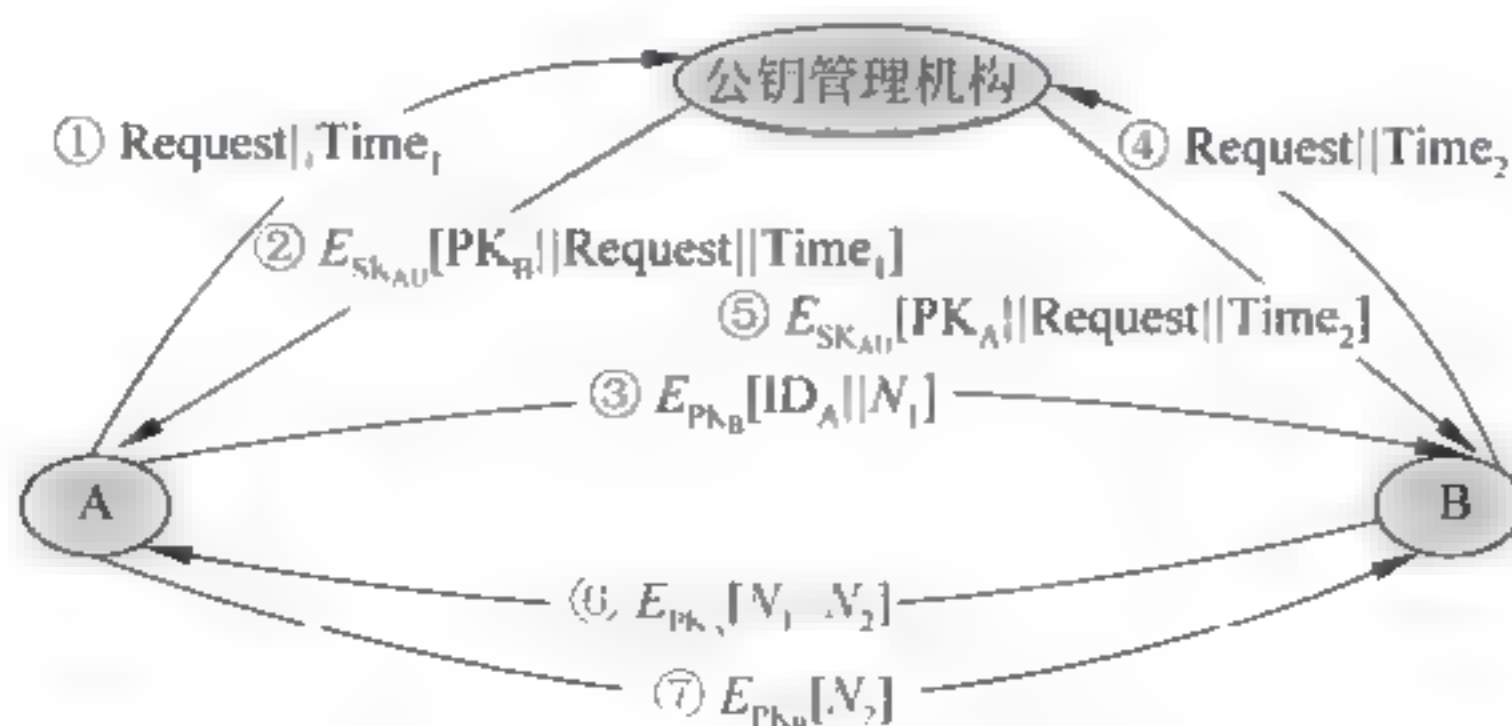 公钥管理机构
① Request||Time₁
④ Request||Time₂
② E_SK_AU[PK_B||Request||Time₁]
⑤ E_SK_AU[PK_A||Request||Time₂]
③ E_PK_B[ID_A||N₁]
A
B
⑥ E_PK_A[N₁ N₂]
⑦ E_PK_B[N₂]